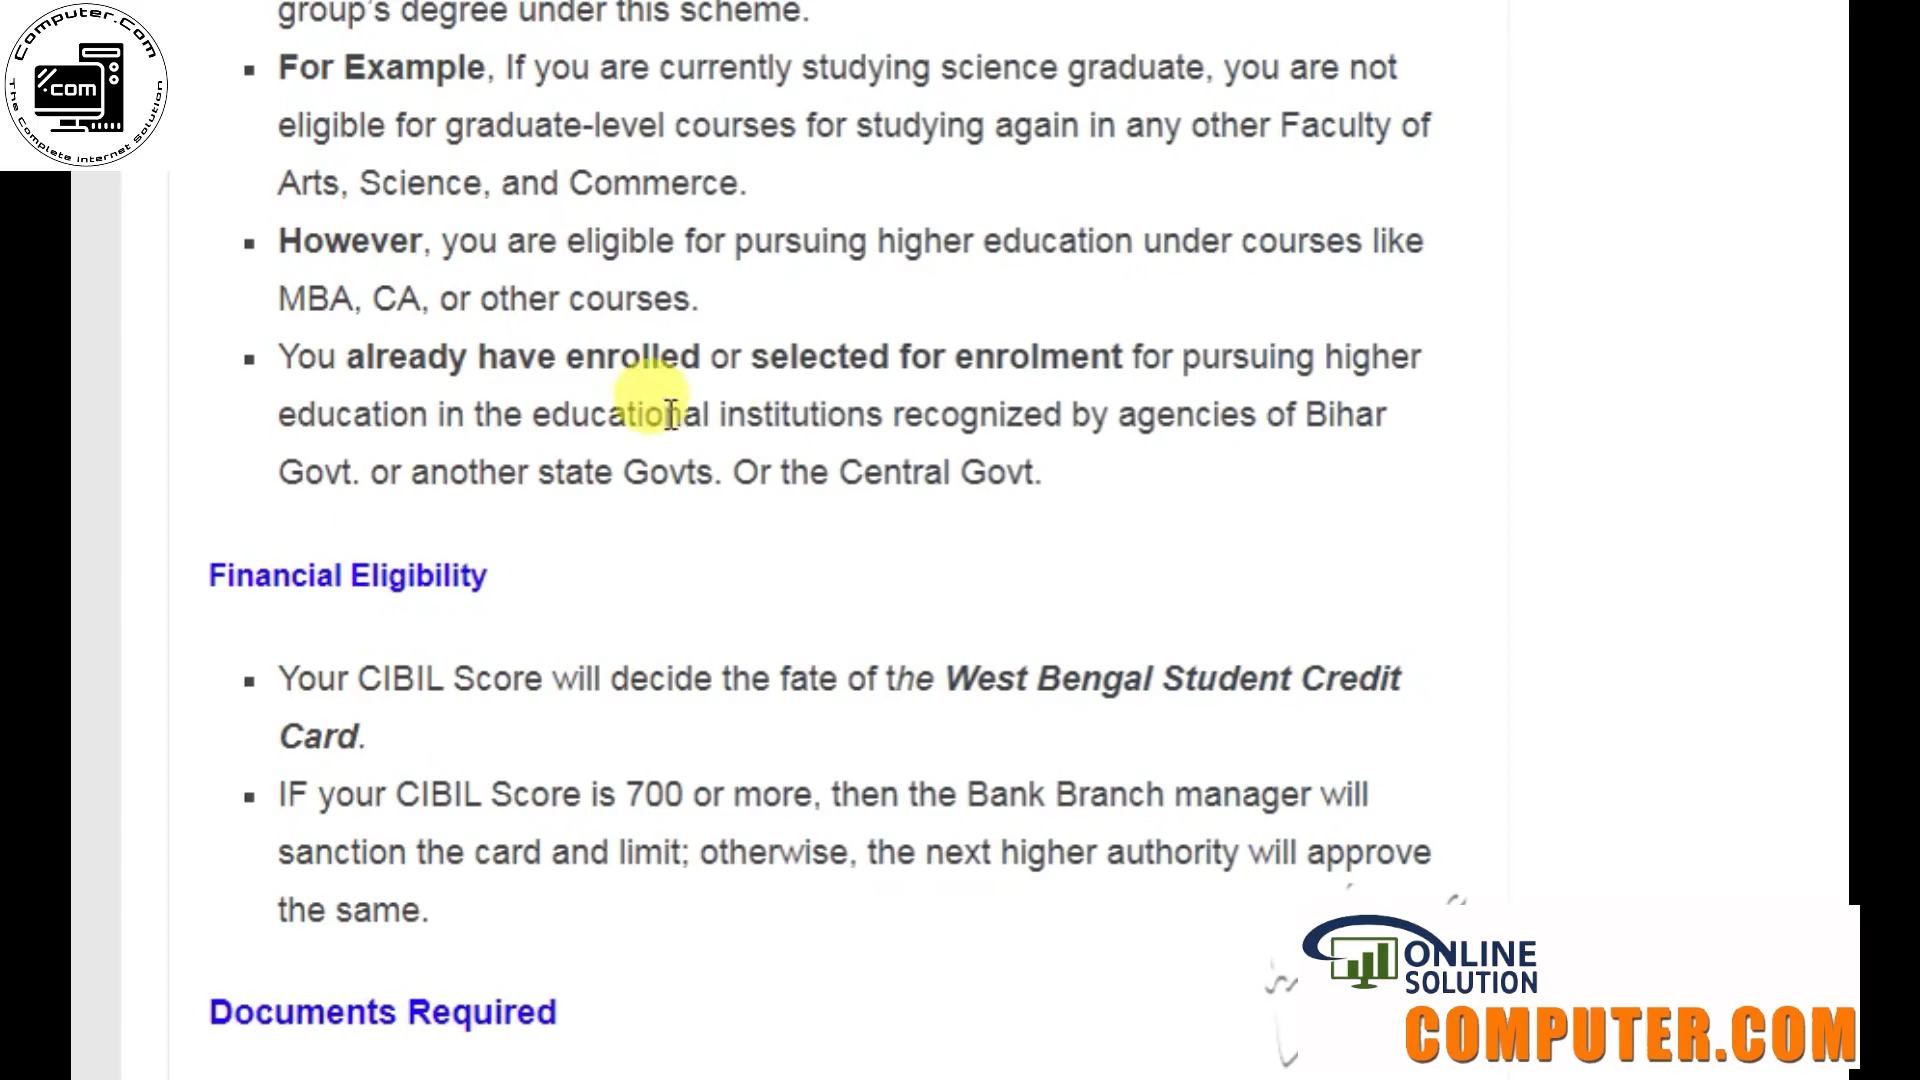 Computer.Com
.com
The Complete Internet Solution
group's degree under this scheme.
▪ For Example, If you are currently studying science graduate, you are not
eligible for graduate-level courses for studying again in any other Faculty of
Arts, Science, and Commerce.
▪ However, you are eligible for pursuing higher education under courses like
MBA, CA, or other courses.
▪ You already have enrolled or selected for enrolment for pursuing higher
education in the educational institutions recognized by agencies of Bihar
Govt. or another state Govts. Or the Central Govt.
Financial Eligibility
▪ Your CIBIL Score will decide the fate of the West Bengal Student Credit
Card.
▪ IF your CIBIL Score is 700 or more, then the Bank Branch manager will
sanction the card and limit; otherwise, the next higher authority will approve
the same.
Documents Required
ONLINE
SOLUTION
COMPUTER.COM